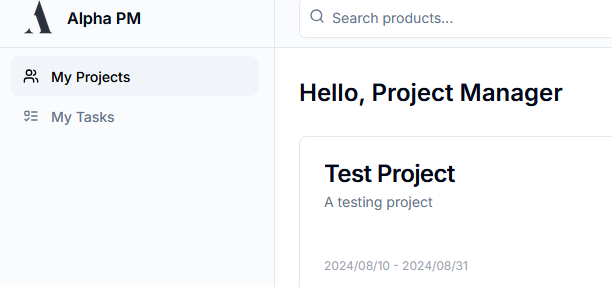 Alpha PM
Search products...
My Projects
My Tasks
Hello, Project Manager
Test Project
A testing project
2024/08/10 - 2024/08/31